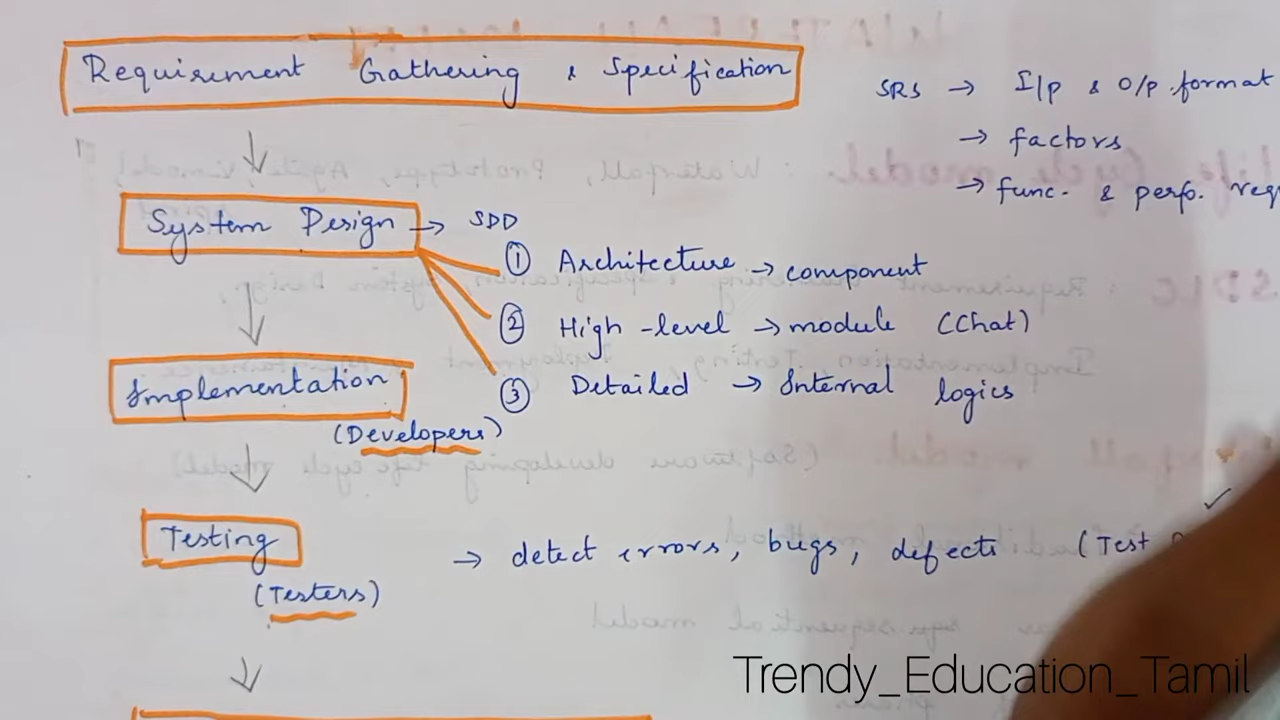 Requirement Gathering & Specification
SRS → I/p & O/p format
→ factors
→ func. & perfo.
System Design → SDD
① Architecture → component
② High-level → module (Chat)
③ Detailed → Internal logics
Implementation
(Developers)
Testing → detect errors, bugs, defects (Test
(Testers)
Trendy_Education_Tamil